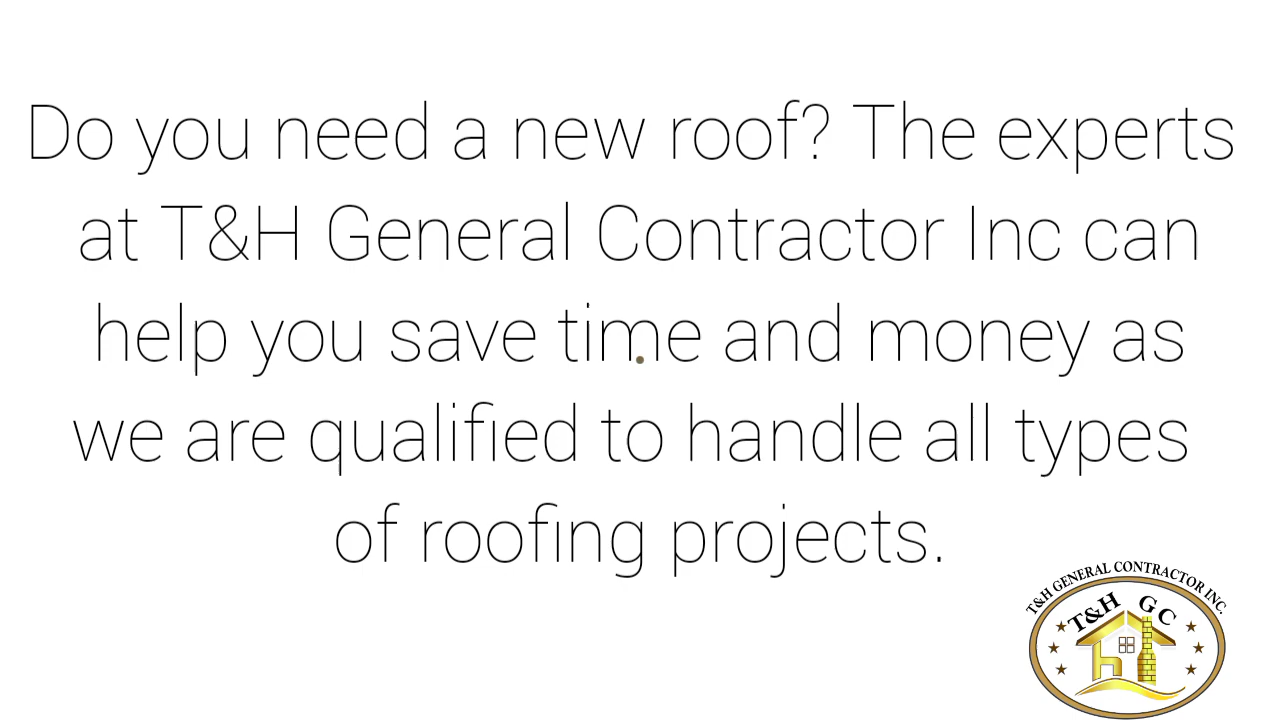 Do you need a new roof? The experts
at T&H General Contractor Inc can
help you save time and money as
we are qualified to handle all types
of roofing projects.
T&H GENERAL CONTRACTOR INC.
T&H GC